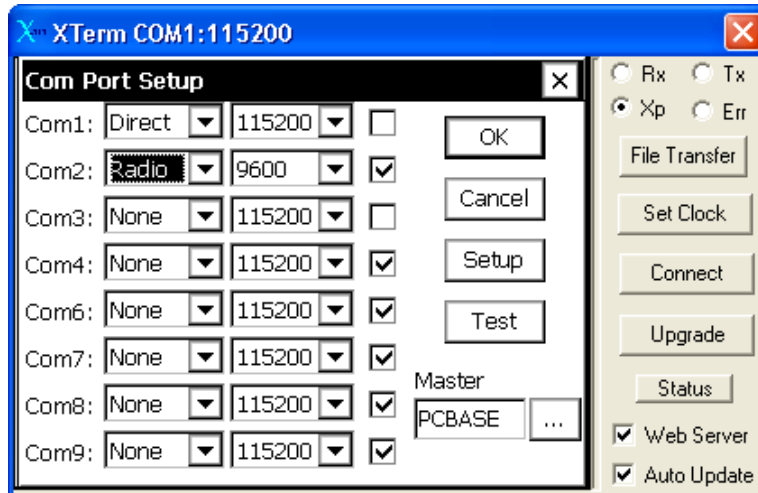 XTerm COM1:115200
Com Port Setup
Com1: Direct 115200
Com2: Radio 9600
Com3: None 115200
Com4: None 115200
Com6: None 115200
Com7: None 115200
Com8: None 115200
Com9: None 115200
OK
Cancel
Setup
Test
Master
PCBASE ...
Rx Tx
Xp Err
File Transfer
Set Clock
Connect
Upgrade
Status
Web Server
Auto Update